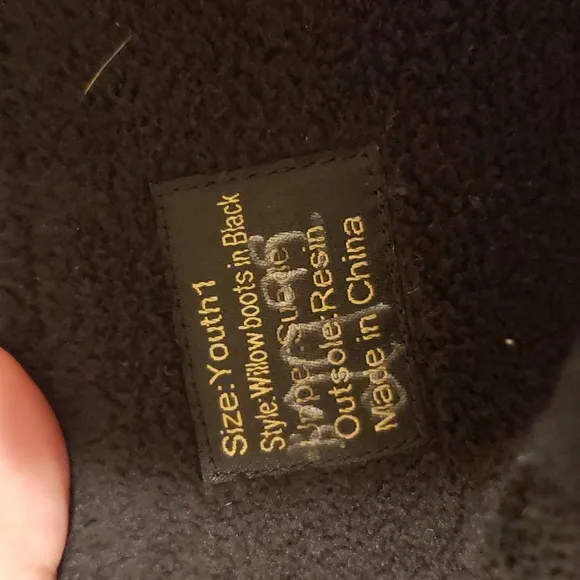 Size:Youth1
Style:Willow boots in Black
Upper:Suede
Outsole:Resin
Made in China